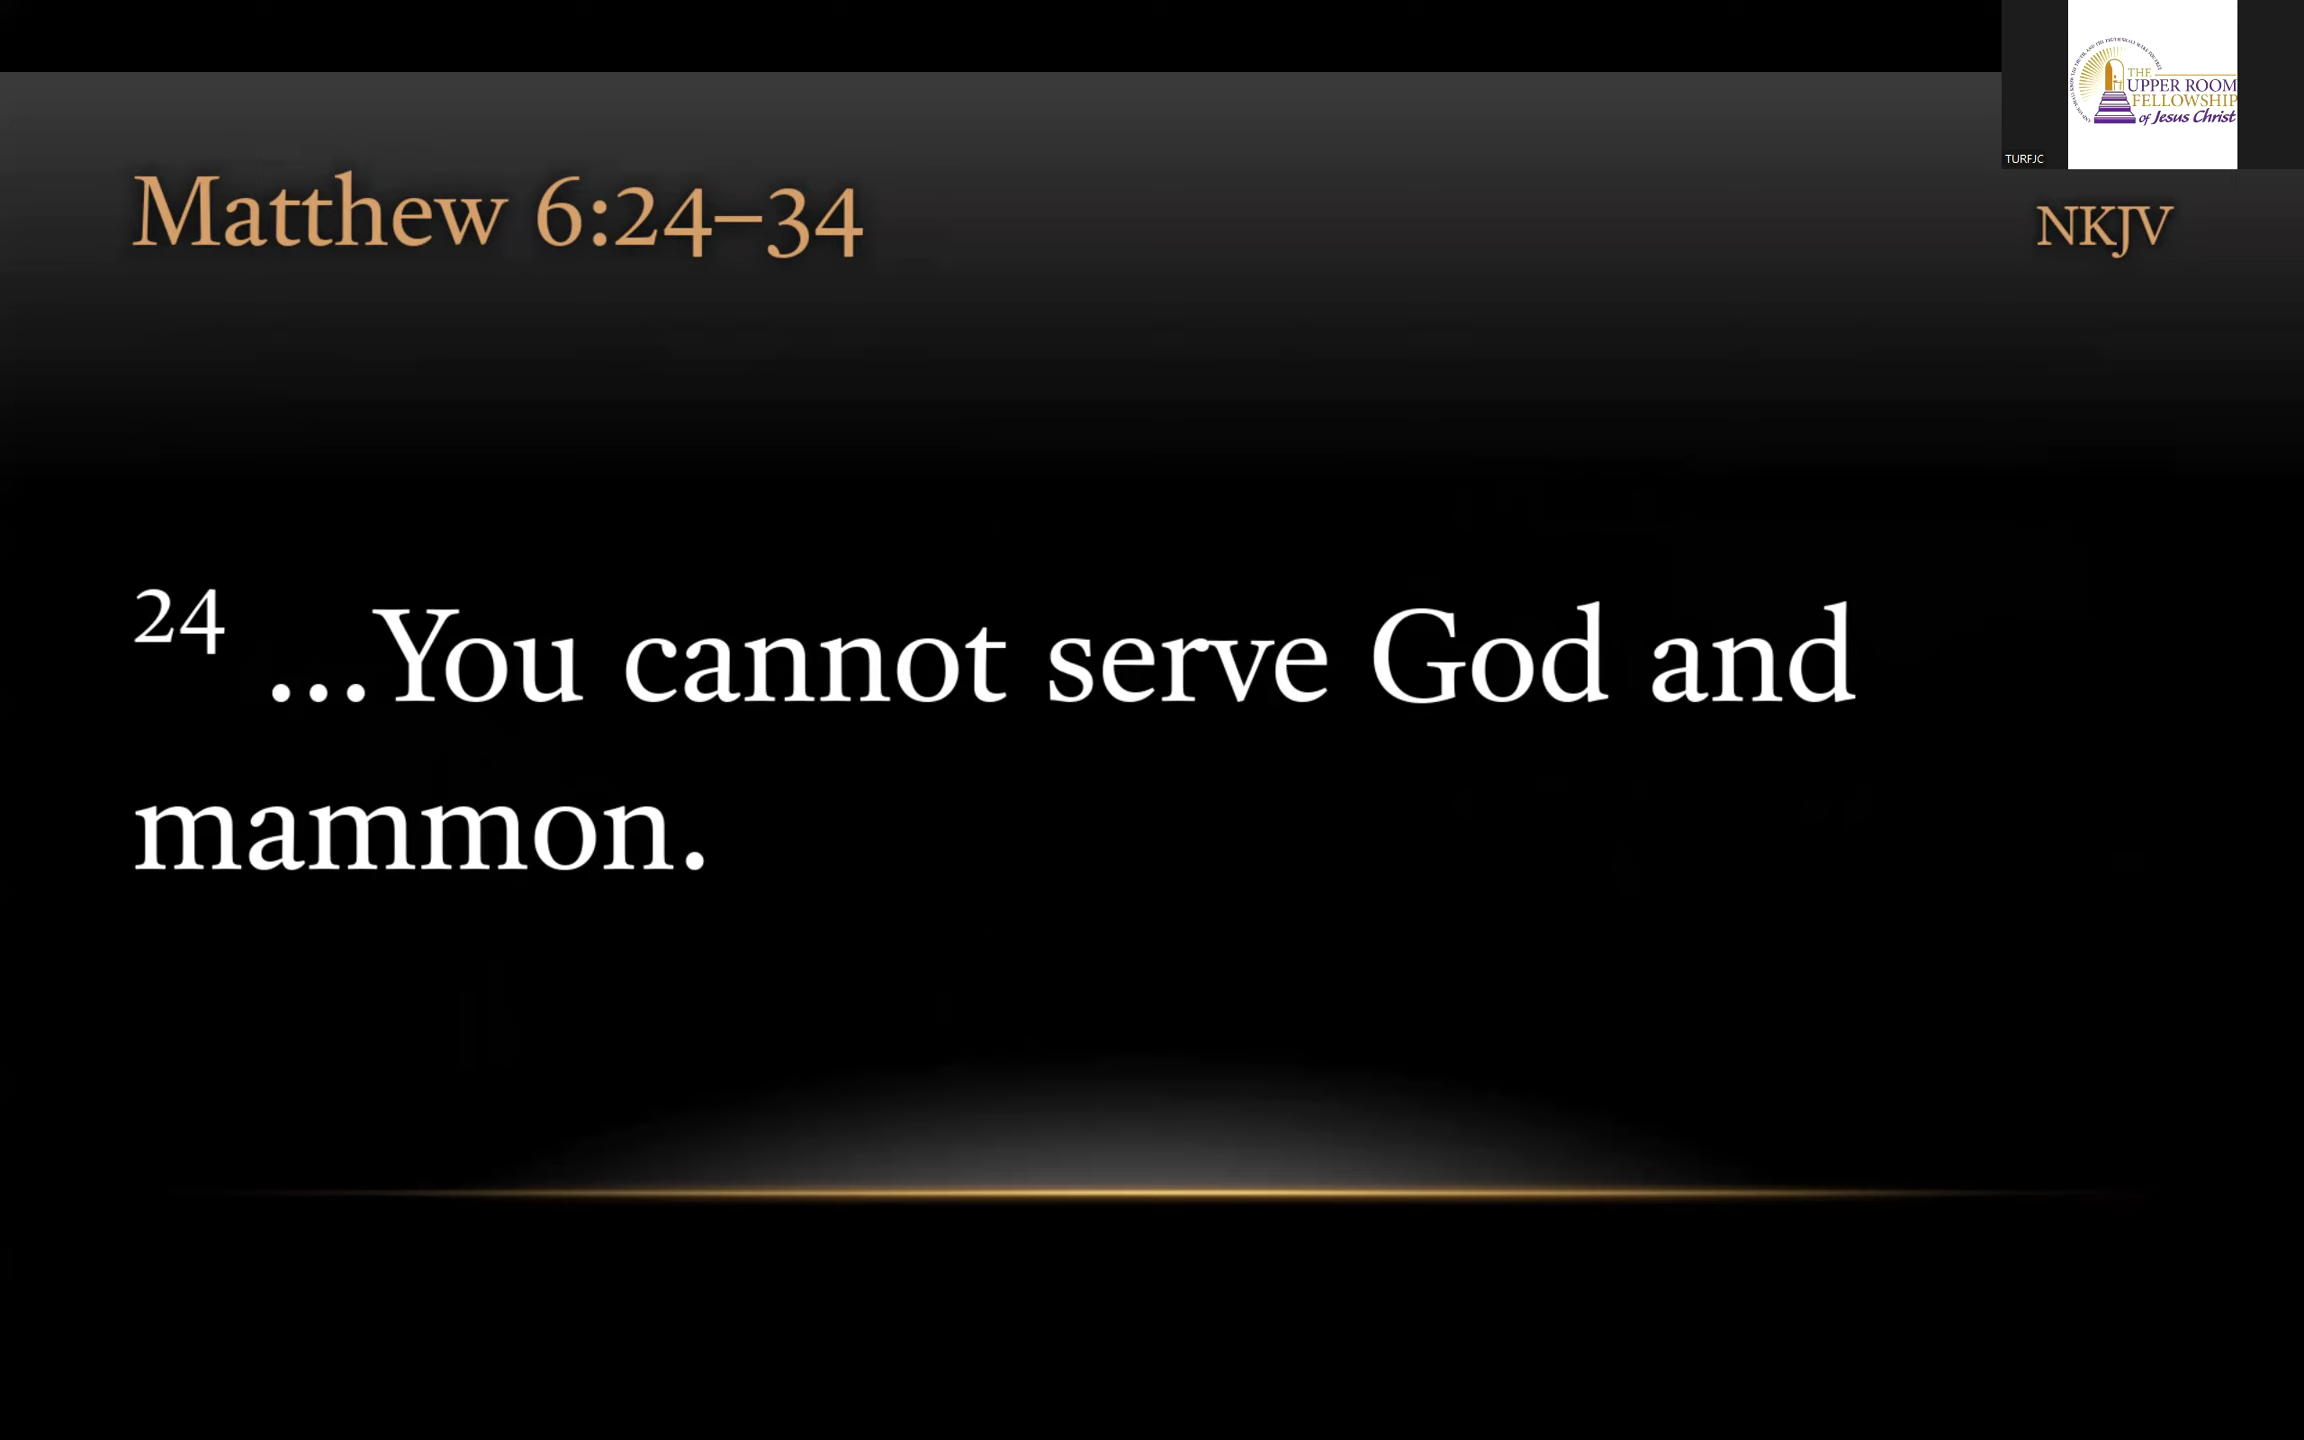 Matthew 6:24–34
NKJV
24 ...You cannot serve God and
mammon.
THE
UPPER ROOM
FELLOWSHIP
of Jesus Christ
TURFJC